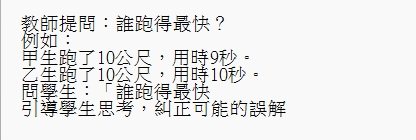 教師提問：誰跑得最快？
例如：
甲生跑了10公尺，用時9秒。
乙生跑了10公尺，用時10秒。
問學生：「誰跑得最快
引導學生思考，糾正可能的誤解